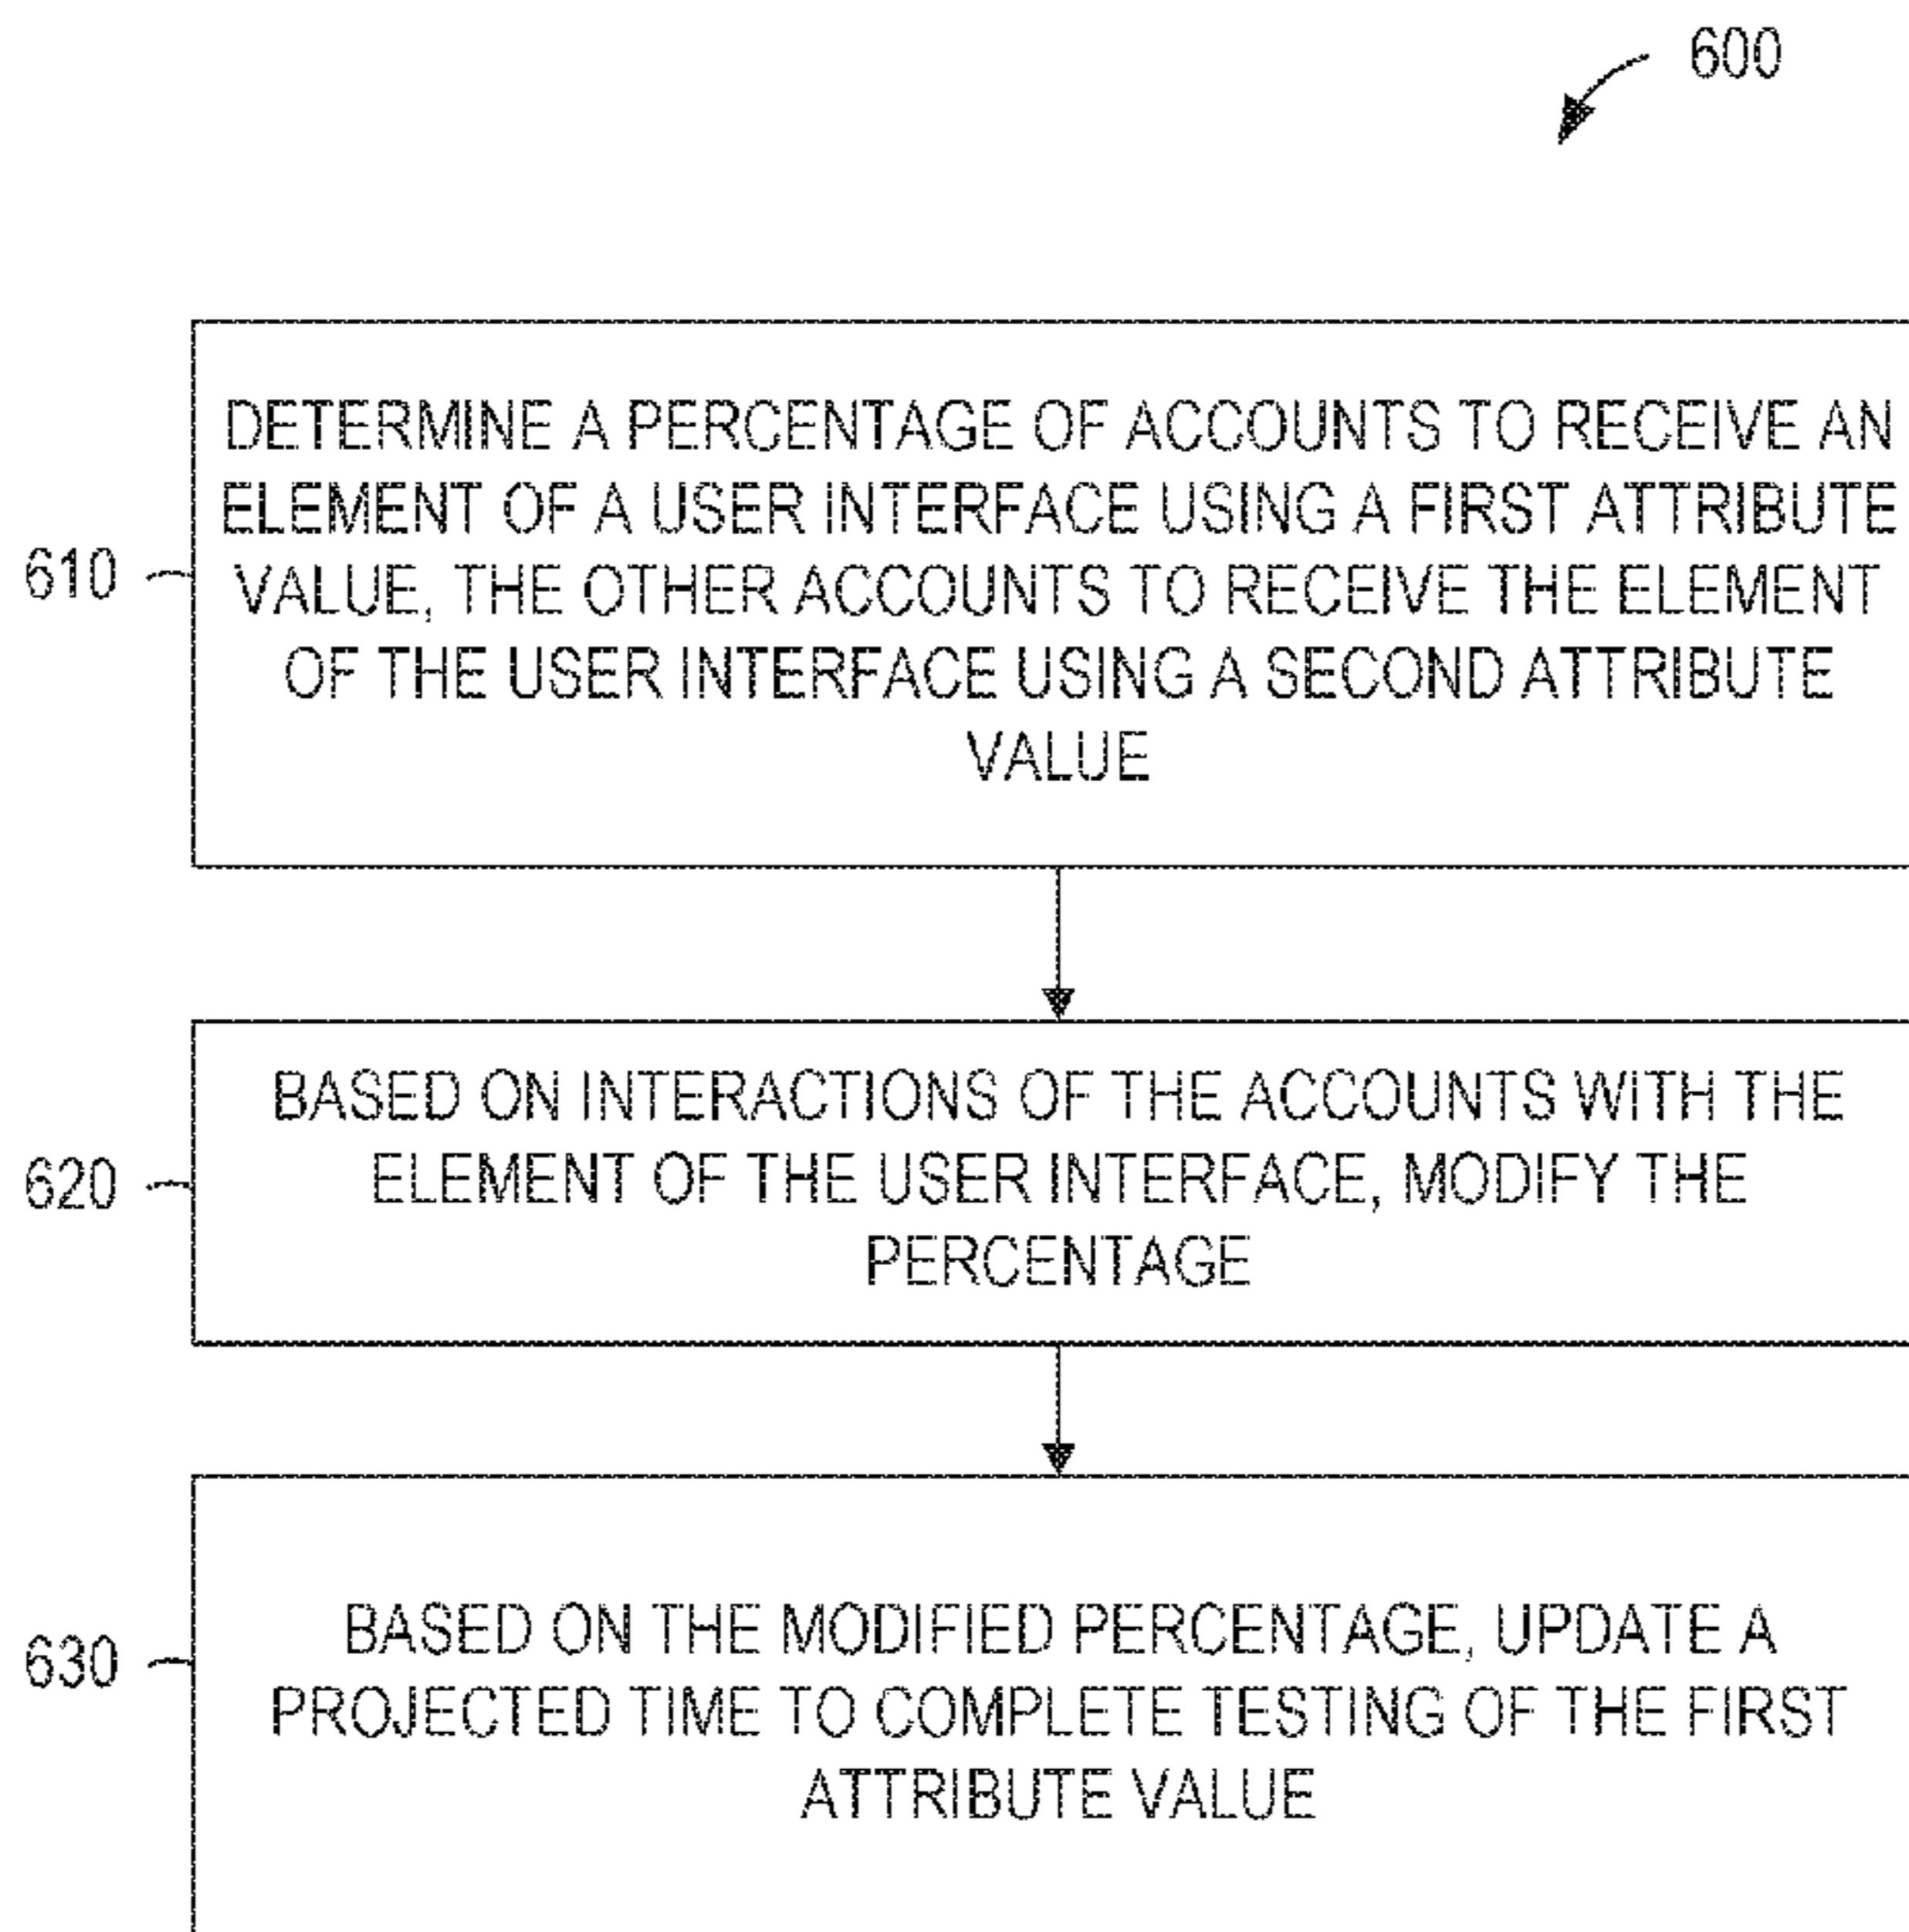 600
DETERMINE A PERCENTAGE OF ACCOUNTS TO RECEIVE AN
ELEMENT OF A USER INTERFACE USING A FIRST ATTRIBUTE
VALUE, THE OTHER ACCOUNTS TO RECEIVE THE ELEMENT
OF THE USER INTERFACE USING A SECOND ATTRIBUTE
VALUE
610
BASED ON INTERACTIONS OF THE ACCOUNTS WITH THE
ELEMENT OF THE USER INTERFACE, MODIFY THE
PERCENTAGE
620
BASED ON THE MODIFIED PERCENTAGE, UPDATE A
PROJECTED TIME TO COMPLETE TESTING OF THE FIRST
ATTRIBUTE VALUE
630